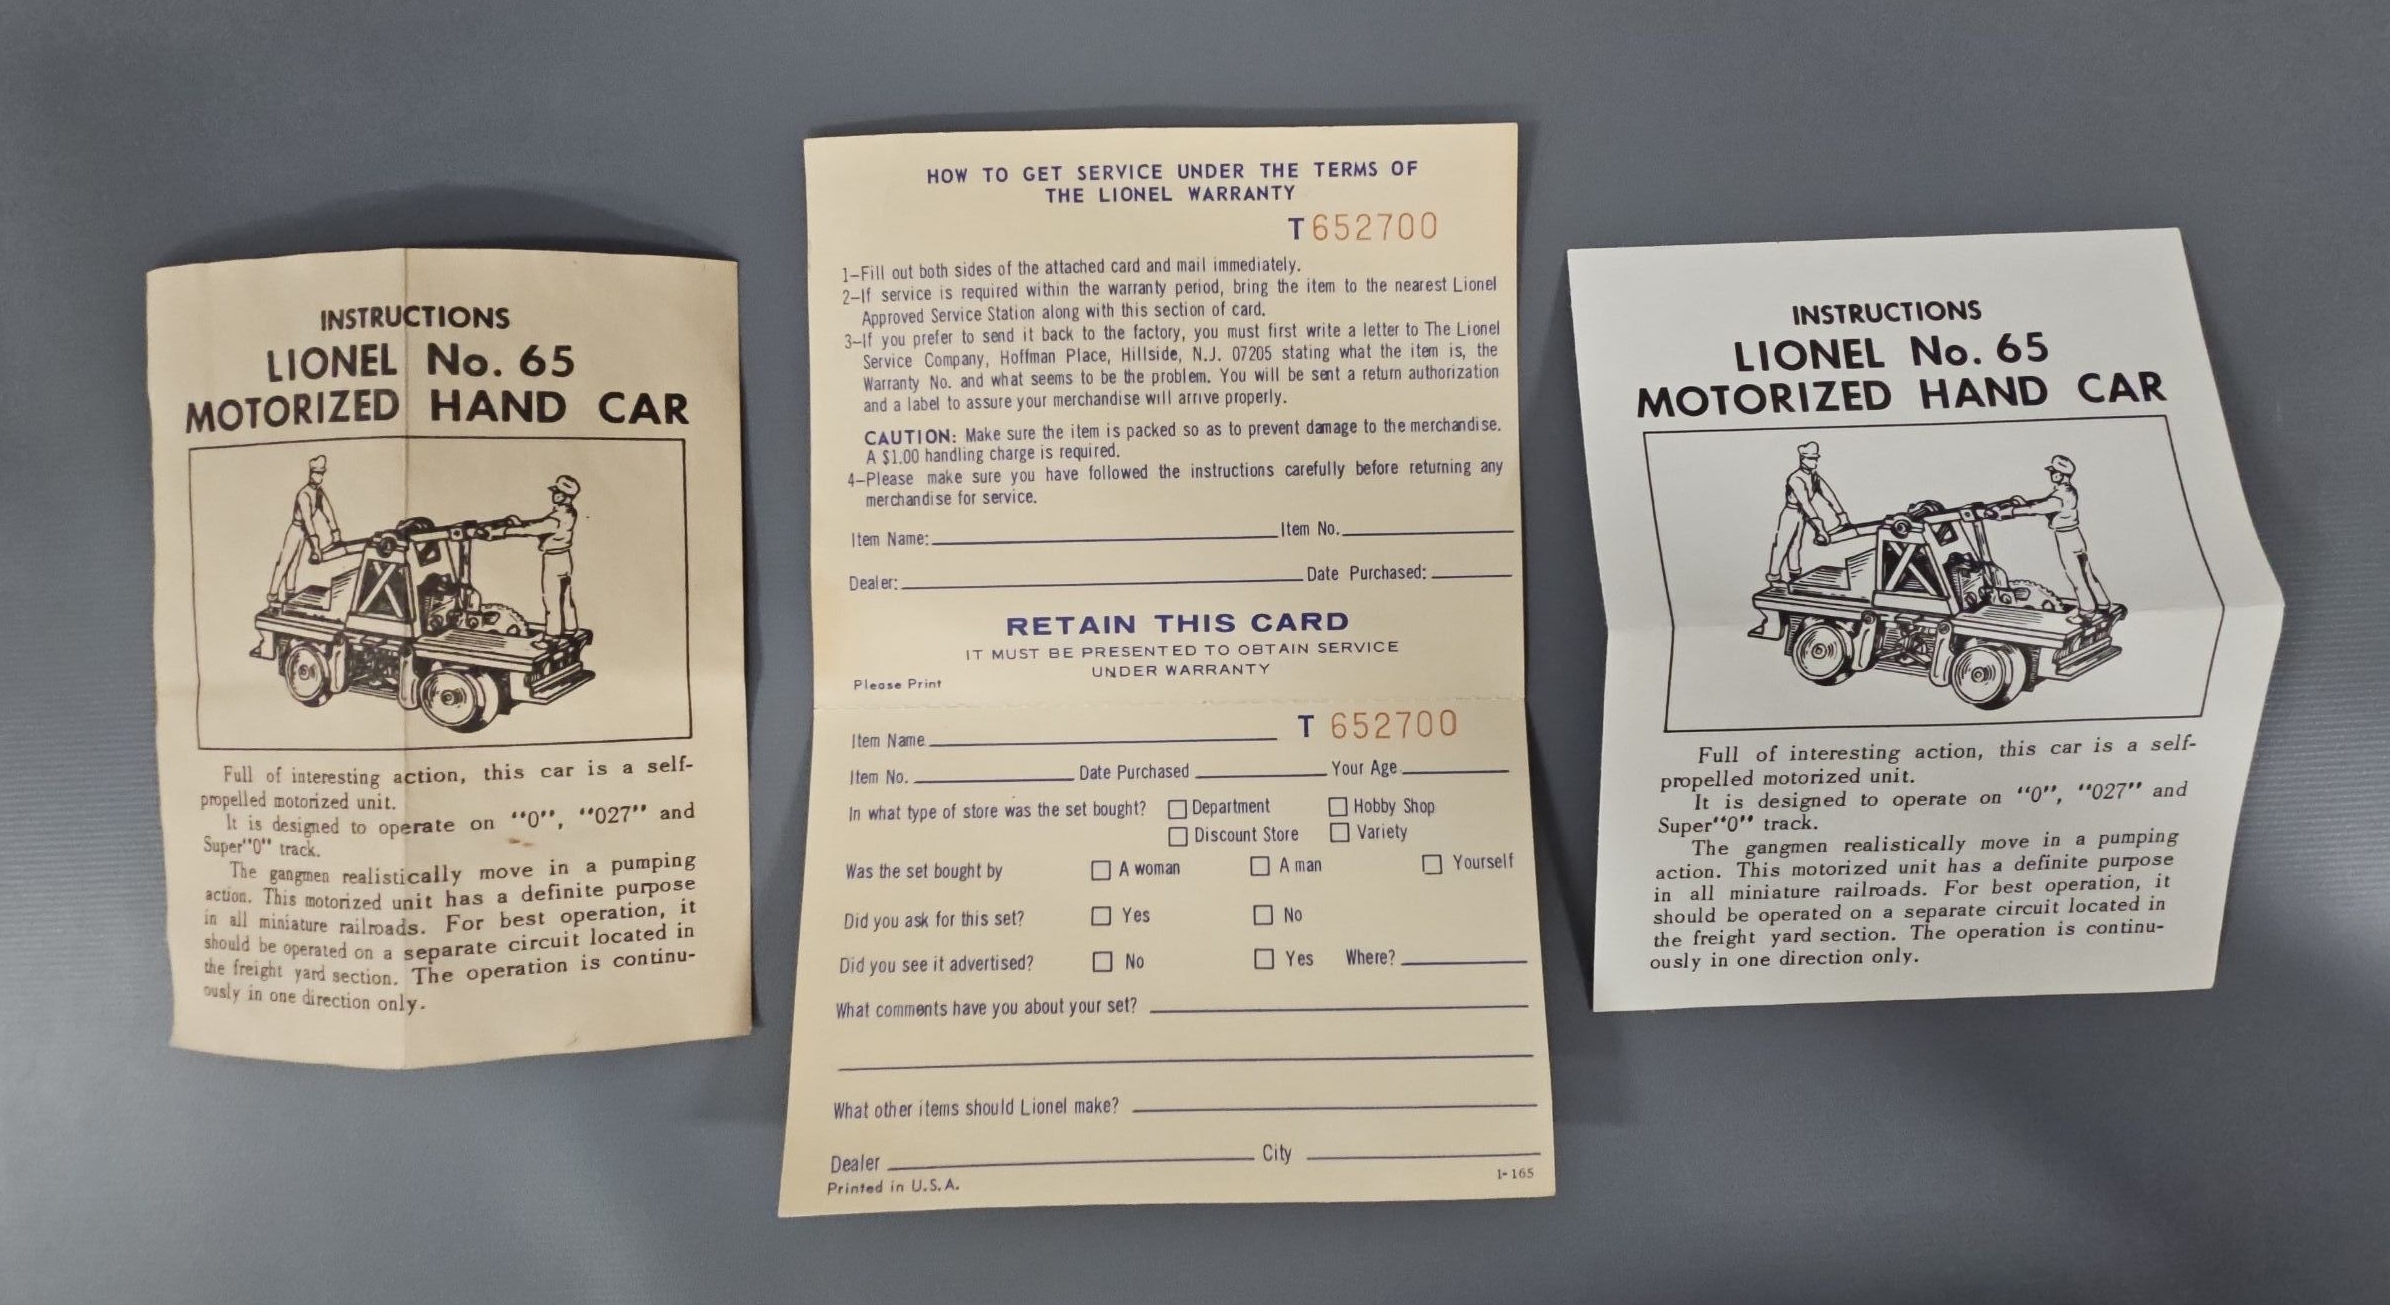 INSTRUCTIONS
LIONEL No. 65
MOTORIZED HAND CAR
Full of interesting action, this car is a self-
propelled motorized unit.
It is designed to operate on "0", "027" and
Super"0" track.
The gangmen realistically move in a pumping
action. This motorized unit has a definite purpose
in all miniature railroads. For best operation, it
should be operated on a separate circuit located in
the freight yard section. The operation is continu-
ously in one direction only.
HOW TO GET SERVICE UNDER THE TERMS OF
THE LIONEL WARRANTY
T652700
1–Fill out both sides of the attached card and mail immediately.
2–If service is required within the warranty period, bring the item to the nearest Lionel
Approved Service Station along with this section of card.
3–If you prefer to send it back to the factory, you must first write a letter to The Lionel
Service Company, Hoffman Place, Hillside, N.J. 07205 stating what the item is, the
Warranty No. and what seems to be the problem. You will be sent a return authorization
and a label to assure your merchandise will arrive properly.
CAUTION: Make sure the item is packed so as to prevent damage to the merchandise.
A $1.00 handling charge is required.
4–Please make sure you have followed the instructions carefully before returning any
merchandise for service.
Item Name: Item No.
Dealer: Date Purchased:
RETAIN THIS CARD
IT MUST BE PRESENTED TO OBTAIN SERVICE
UNDER WARRANTY
Please Print
T 652700
Item Name
Item No. Date Purchased Your Age
In what type of store was the set bought? Department Hobby Shop
Discount Store Variety
Was the set bought by A woman A man Yourself
Did you ask for this set? Yes No
Did you see it advertised? No Yes Where?
What comments have you about your set?
What other items should Lionel make?
Dealer City
Printed in U.S.A. 1-165
INSTRUCTIONS
LIONEL No. 65
MOTORIZED HAND CAR
Full of interesting action, this car is a self-
propelled motorized unit.
It is designed to operate on "0", "027" and
Super"0" track.
The gangmen realistically move in a pumping
action. This motorized unit has a definite purpose
in all miniature railroads. For best operation, it
should be operated on a separate circuit located in
the freight yard section. The operation is continu-
ously in one direction only.